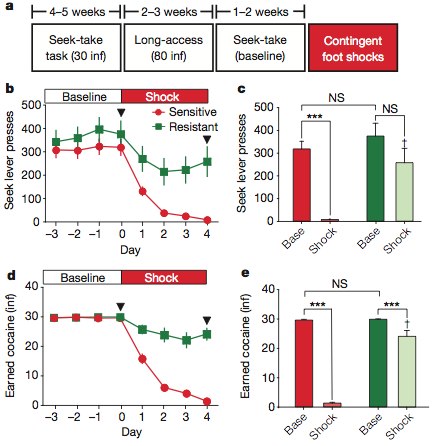 a
4–5 weeks
2–3 weeks
1–2 weeks
Seek-take
task (30 inf)
Long-access
(80 inf)
Seek-take
(baseline)
Contingent
foot shocks
b
Baseline
Shock
Sensitive
Resistant
Seek lever presses
500
400
300
200
100
0
–3
–2
–1
0
1
2
3
4
Day
c
NS
***
NS
†
Seek lever presses
500
400
300
200
100
0
Base
Shock
Base
Shock
d
Baseline
Shock
Earned cocaine (inf)
40
30
20
10
0
–3
–2
–1
0
1
2
3
4
Day
e
NS
***
***
†
Earned cocaine (inf)
40
30
20
10
0
Base
Shock
Base
Shock